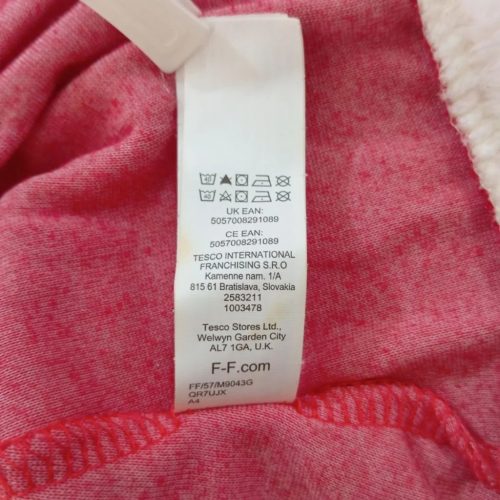 UK EAN:
5057008291089
CE EAN:
5057008291089
TESCO INTERNATIONAL
FRANCHISING S.R.O
Kamenne nam. 1/A
815 61 Bratislava, Slovakia
2583211
1003478
Tesco Stores Ltd.,
Welwyn Garden City
AL7 1GA, U.K.
F-F.com
FF/57/M9043G
QR7UJX
A4